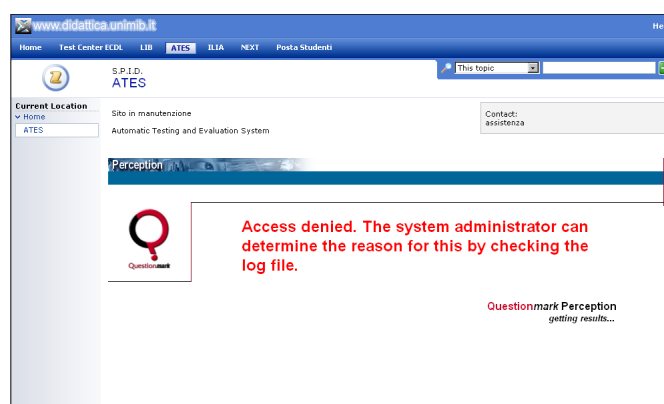 www.didattica.unimib.it
Home Test Center ECDL LIB ATES ILIA NEXT Posta Studenti
S.P.I.D.
ATES
This topic
Current Location
Home
ATES
Sito in manutenzione
Automatic Testing and Evaluation System
Contact:
assistenza
Perception
Questionmark
Access denied. The system administrator can
determine the reason for this by checking the
log file.
Questionmark Perception
getting results...